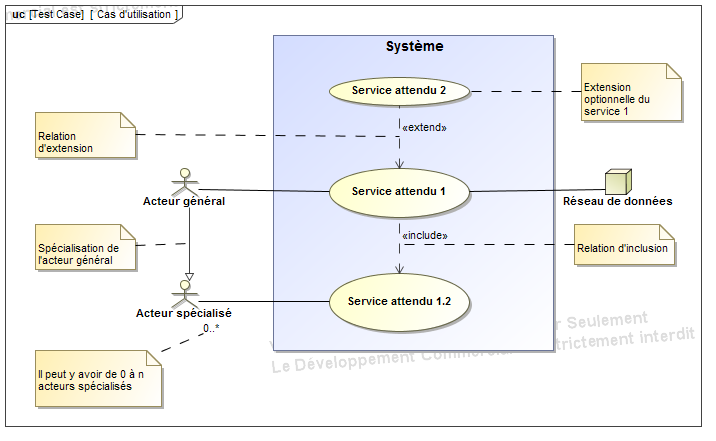 uc [Test Case] [ Cas d'utilisation ]
Système
Service attendu 2
Extension
optionnelle du
service 1
«extend»
Relation
d'extension
Service attendu 1
Acteur général
Réseau de données
«include»
Spécialisation de
l'acteur général
Relation d'inclusion
Service attendu 1.2
Acteur spécialisé
0..*
Seulement
Le Développement strictement interdit
Il peut y avoir de 0 à n
acteurs spécialisés